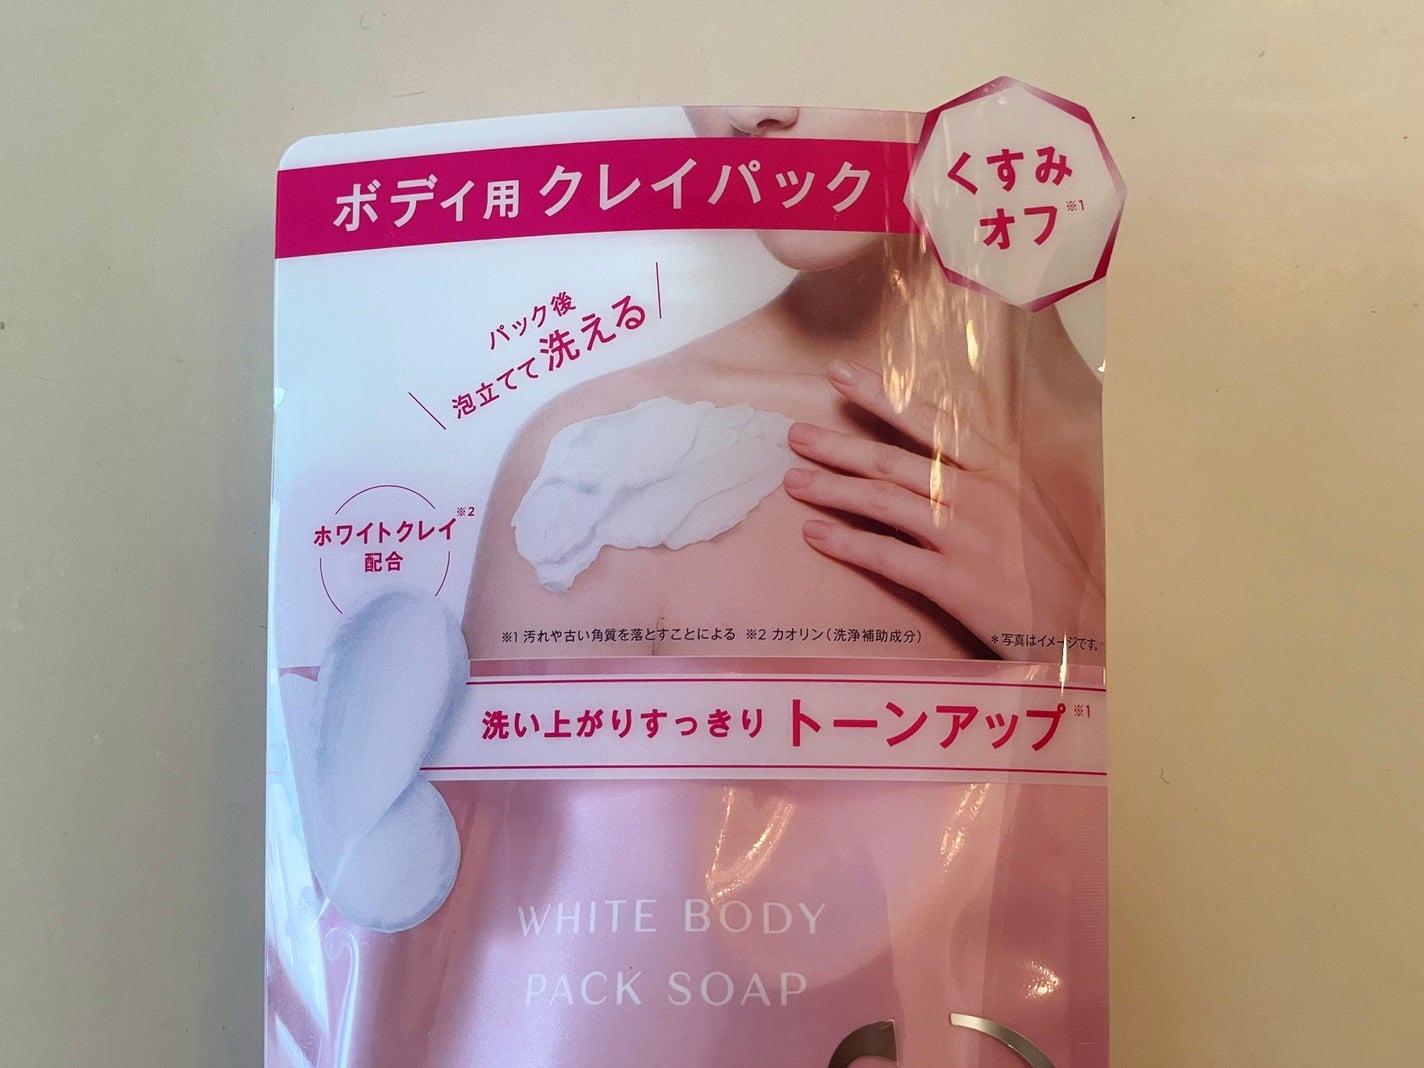 ボディ用 クレイパック
くすみ
オフ※1
パック後
泡立てて洗える
ホワイトクレイ※2
配合
※1 汚れや古い角質を落とすことによる ※2 カオリン（洗浄補助成分）
＊写真はイメージです。
洗い上がりすっきり トーンアップ※1
WHITE BODY
PACK SOAP